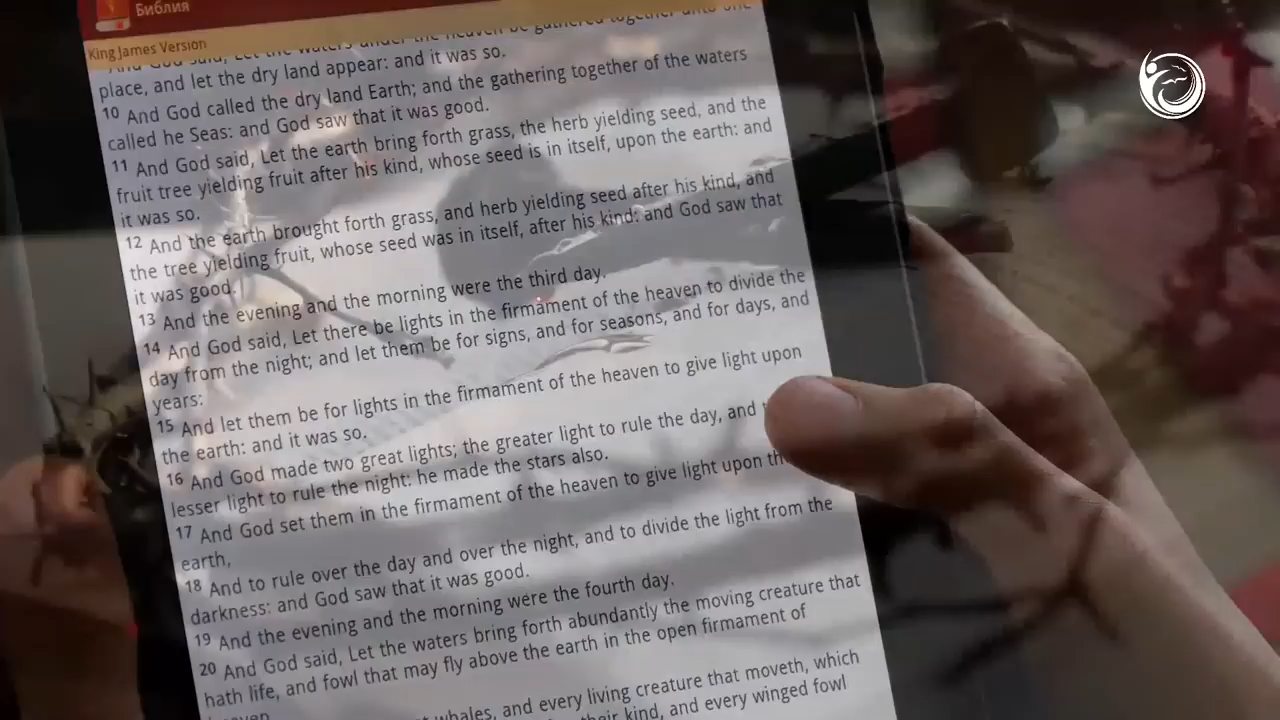 Библия
King James Version
And God said, Let the waters under the heaven be gathered together unto one
place, and let the dry land appear: and it was so.
10 And God called the dry land Earth; and the gathering together of the waters
called he Seas: and God saw that it was good.
11 And God said, Let the earth bring forth grass, the herb yielding seed, and the
fruit tree yielding fruit after his kind, whose seed is in itself, upon the earth: and
it was so.
12 And the earth brought forth grass, and herb yielding seed after his kind, and
the tree yielding fruit, whose seed was in itself, after his kind: and God saw that
it was good.
13 And the evening and the morning were the third day.
14 And God said, Let there be lights in the firmament of the heaven to divide the
day from the night; and let them be for signs, and for seasons, and for days, and
years:
15 And let them be for lights in the firmament of the heaven to give light upon
the earth: and it was so.
16 And God made two great lights; the greater light to rule the day, and
lesser light to rule the night: he made the stars also.
17 And God set them in the firmament of the heaven to give light upon
earth,
18 And to rule over the day and over the night, and to divide the light from the
darkness: and God saw that it was good.
19 And the evening and the morning were the fourth day.
20 And God said, Let the waters bring forth abundantly the moving creature that
hath life, and fowl that may fly above the earth in the open firmament of
whales, and every living creature that moveth, which
their kind, and every winged fowl